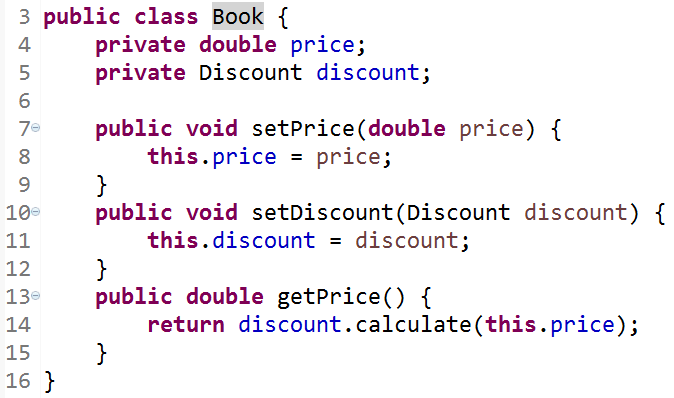 3 public class Book {
4     private double price;
5     private Discount discount;
6
7     public void setPrice(double price) {
8         this.price = price;
9     }
10     public void setDiscount(Discount discount) {
11         this.discount = discount;
12     }
13     public double getPrice() {
14         return discount.calculate(this.price);
15     }
16 }